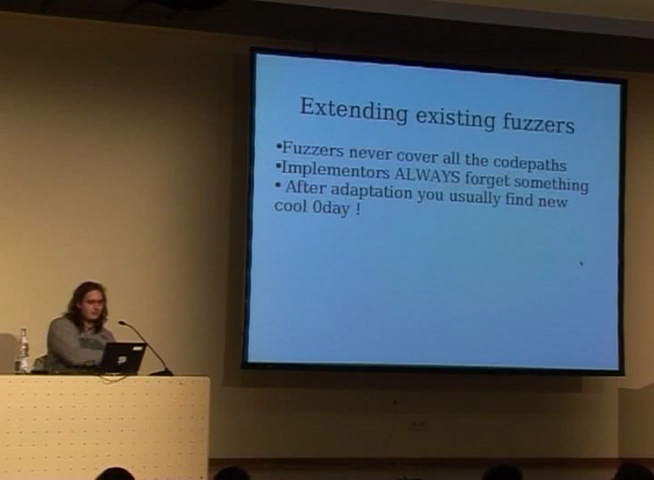 Extending existing fuzzers
•Fuzzers never cover all the codepaths
•Implementors ALWAYS forget something
• After adaptation you usually find new
cool 0day !